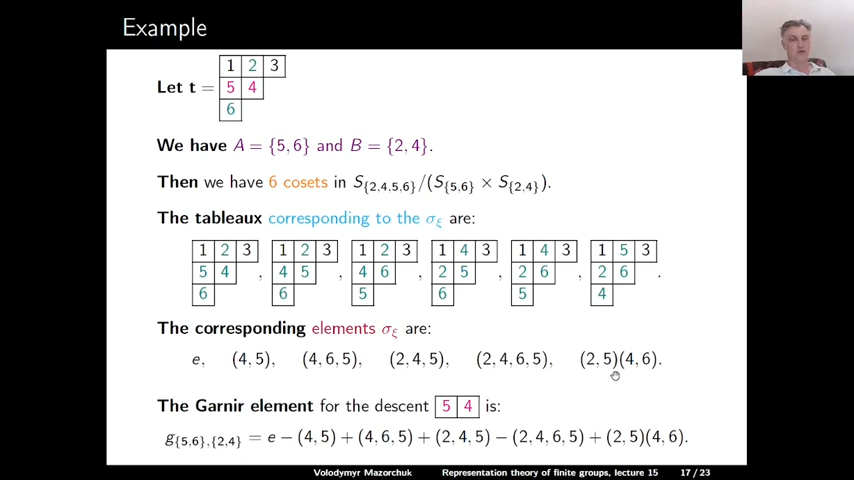 Example
1 2 3
Let t = 5 4
6
We have A = {5, 6} and B = {2, 4}.
Then we have 6 cosets in S_{2,4,5,6}/(S_{5,6} × S_{2,4}).
The tableaux corresponding to the σ_ξ are:
1 2 3 1 2 3 1 2 3 1 4 3 1 4 3 1 5 3
5 4 , 4 5 , 4 6 , 2 5 , 2 6 , 2 6 .
6 6 5 6 5 4
The corresponding elements σ_ξ are:
e, (4, 5), (4, 6, 5), (2, 4, 5), (2, 4, 6, 5), (2, 5)(4, 6).
The Garnir element for the descent 5 4 is:
g_{5,6},{2,4} = e − (4, 5) + (4, 6, 5) + (2, 4, 5) − (2, 4, 6, 5) + (2, 5)(4, 6).
Volodymyr Mazorchuk Representation theory of finite groups, lecture 15 17 / 23